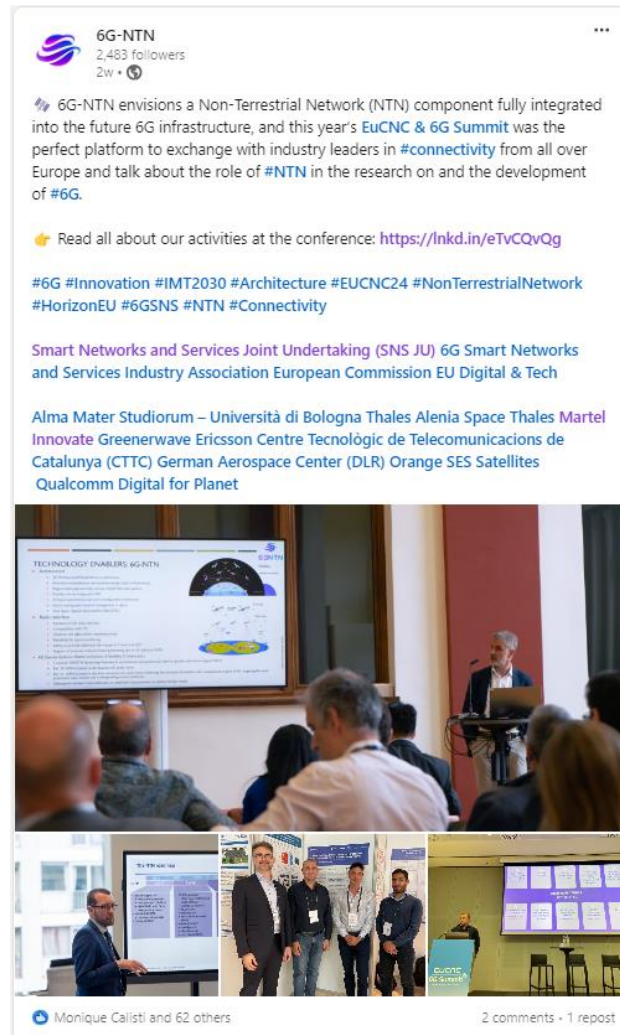 6G-NTN
2,483 followers
2w •
6G-NTN envisions a Non-Terrestrial Network (NTN) component fully integrated
into the future 6G infrastructure, and this year's EuCNC & 6G Summit was the
perfect platform to exchange with industry leaders in #connectivity from all over
Europe and talk about the role of #NTN in the research on and the development
of #6G.
👉 Read all about our activities at the conference: https://lnkd.in/eTvCQvQg
#6G #Innovation #IMT2030 #Architecture #EUCNC24 #NonTerrestrialNetwork
#HorizonEU #6GSNS #NTN #Connectivity
Smart Networks and Services Joint Undertaking (SNS JU) 6G Smart Networks
and Services Industry Association European Commission EU Digital & Tech
Alma Mater Studiorum – Università di Bologna Thales Alenia Space Thales Martel
Innovate Greenerwave Ericsson Centre Tecnològic de Telecomunicacions de
Catalunya (CTTC) German Aerospace Center (DLR) Orange SES Satellites
Qualcomm Digital for Planet
TECHNOLOGY ENABLERS: 6G-NTN
EuCNC
6G Summit
Monique Calisti and 62 others
2 comments • 1 repost